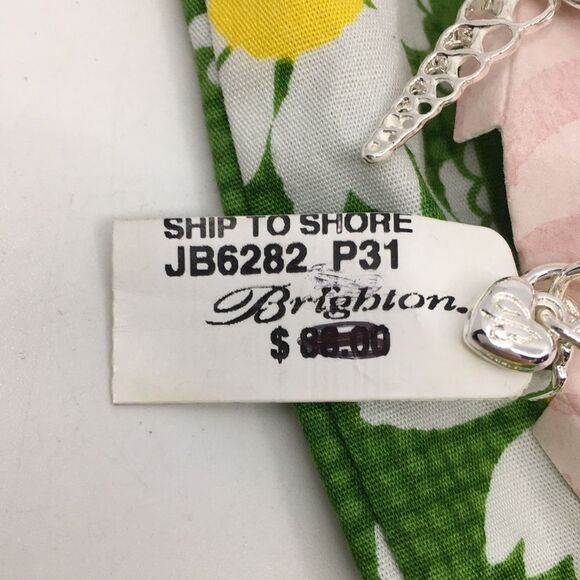 SHIP TO SHORE
JB6282 P31
Brighton.
$